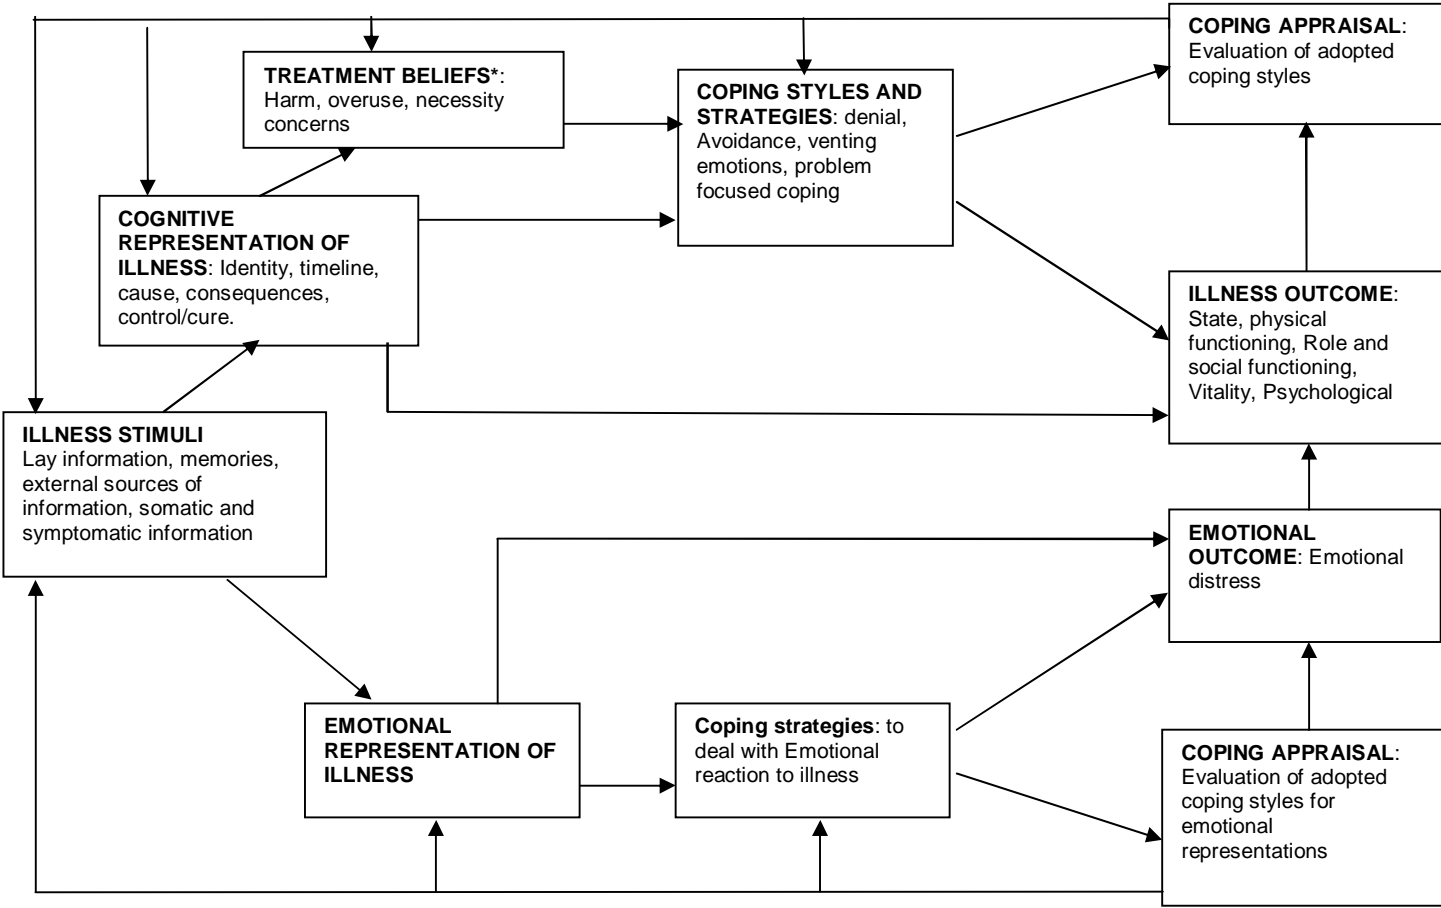 COPING APPRAISAL:
Evaluation of adopted
coping styles
TREATMENT BELIEFS*:
Harm, overuse, necessity
concerns
COPING STYLES AND
STRATEGIES: denial,
Avoidance, venting
emotions, problem
focused coping
COGNITIVE
REPRESENTATION OF
ILLNESS: Identity, timeline,
cause, consequences,
control/cure.
ILLNESS OUTCOME:
State, physical
functioning, Role and
social functioning,
Vitality, Psychological
ILLNESS STIMULI
Lay information, memories,
external sources of
information, somatic and
symptomatic information
EMOTIONAL
OUTCOME: Emotional
distress
EMOTIONAL
REPRESENTATION OF
ILLNESS
Coping strategies: to
deal with Emotional
reaction to illness
COPING APPRAISAL:
Evaluation of adopted
coping styles for
emotional
representations